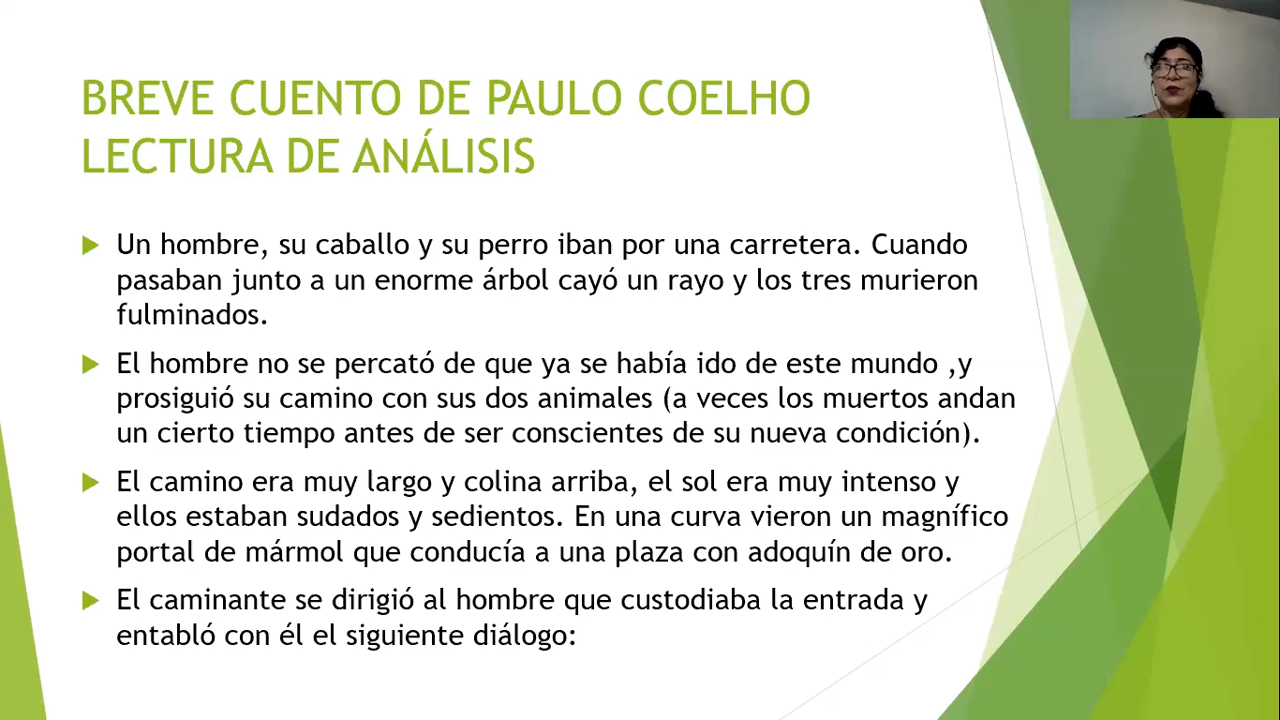 BREVE CUENTO DE PAULO COELHO
LECTURA DE ANÁLISIS
Un hombre, su caballo y su perro iban por una carretera. Cuando
pasaban junto a un enorme árbol cayó un rayo y los tres murieron
fulminados.
El hombre no se percató de que ya se había ido de este mundo ,y
prosiguió su camino con sus dos animales (a veces los muertos andan
un cierto tiempo antes de ser conscientes de su nueva condición).
El camino era muy largo y colina arriba, el sol era muy intenso y
ellos estaban sudados y sedientos. En una curva vieron un magnífico
portal de mármol que conducía a una plaza con adoquín de oro.
El caminante se dirigió al hombre que custodiaba la entrada y
entabló con él el siguiente diálogo: